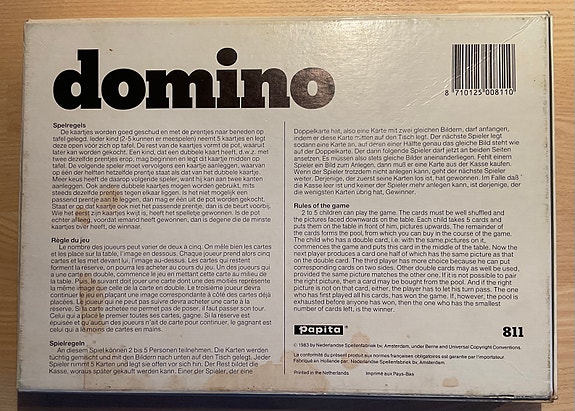 domino
8 710125 008110
Spelregels
De kaartjes worden goed geschud en met de prentjes naar beneden op
tafel gelegd. Ieder kind (2-5 kunnen er meespelen) neemt 5 kaartjes en legt
deze open vóór zich op tafel. De rest van de kaartjes vormt de pot, waaruit
later kan worden gekocht. Een kind, dat een dubbele kaart heeft, d.w.z. met
twee dezelfde prentjes erop, mag beginnen en legt dit kaartje midden op
tafel. De volgende speler moet vervolgens een kaartje aanleggen, waarvan
op één der helften hetzelfde prentje staat als dat van het dubbele kaartje.
Meer keus heeft de daarop volgende speler, want hij kan aan twee kanten
aanleggen. Ook andere dubbele kaartjes mogen worden gebruikt, mits
steeds dezelfde prentjes tegen elkaar liggen. Is het niet mogelijk een
passend prentje aan te leggen, dan mag er één uit de pot worden gekocht.
Staat er op dat kaartje ook niet het passende prentje, dan is de beurt voorbij.
Wie het eerst zijn kaartjes kwijt is, heeft het spelletje gewonnen. Is de pot
echter al leeg, voordat iemand heeft gewonnen, dan is degene die de minste
kaartjes over heeft, de winnaar.
Règle du jeu
Le nombre des joueurs peut varier de deux à cinq. On mêle bien les cartes
et les place sur la table, l'image en dessous. Chaque joueur prend alors cinq
cartes et les met devant lui, l'image au-dessus. Les cartes qui restent
forment la réserve, on pourra les acheter au cours du jeu. Un des joueurs qui
a une carte en double, commence le jeu en mettant cette carte au milieu de
la table. Puis, le suivant doit jouer une carte dont une des moitiés représente
la même image que celle de la carte en double. Le troisième joueur devra
continuer le jeu en plaçant une image correspondante à côté des cartes déjà
placées. Le joueur qui ne peut pas suivre devra acheter une carte à la
réserve. Si la carte achetée ne permet pas de poser, il faut passer son tour.
Celui qui a placé le premier toutes ses cartes, gagne. Si la réserve est
épuisée et qu'aucun des joueurs n'ait de carte pour continuer, le gagnant est
celui qui a le moins de cartes en mains.
Spielregeln
An diesem Spiel können 2 bis 5 Personen teilnehmen. Die Karten werden
tüchtig gemischt und mit den Bildern nach unten auf den Tisch gelegt. Jeder
Spieler nimmt 5 Karten und legt sie offen vor sich hin. Der Rest bildet die
Kasse, woraus später gekauft werden kann. Einer der Spieler, der eine
Doppelkarte hat, also eine Karte mit zwei gleichen Bildern, darf anfangen,
indem er diese Karte mitten auf den Tisch legt. Der nächste Spieler legt
sodann eine Karte an, auf deren einer Hälfte genau das gleiche Bild steht wie
auf der Doppelkarte. Der dann folgende Spieler darf jetzt an beiden Seiten
ansetzen. Es müssen also stets gleiche Bilder aneinanderliegen. Fehlt einem
Spieler ein Bild zum Anlegen, dann muß er eine Karte aus der Kasse kaufen.
Wenn der Spieler trotzdem nicht anlegen kann, geht der nächste Spieler
weiter. Derjenige, der zuerst seine Karten los ist, hat gewonnen. Im Falle daß
die Kasse leer ist und keiner der Spieler mehr anlegen kann, ist derjenige, der
die wenigsten Karten übrig hat, Gewinner.
Rules of the game
2 to 5 children can play the game. The cards must be well shuffled and
the pictures faced downwards on the table. Each child takes 5 cards and
puts them on the table in front of him, pictures upwards. The remainder of
the cards forms the pool, from which you can buy in the course of the game.
The child who has a double card, i.e. with the same pictures on it,
commences the game and puts this card in the middle of the table. Now the
next player produces a card one half of which has the same picture as that
on the double card. The third player has more choice because he can put
corresponding cards on two sides. Other double cards may as well be used,
provided the same picture matches the other one. If it is not possible to pair
the right picture, then a card may be bought from the pool. And if the right
picture is not on that card, either, the player has to let his turn pass. The one
who has first played all his cards, has won the game. If, however, the pool is
exhausted before anyone has won, then the one who has the smallest
number of cards left, is the winner.
Papita
811
© 1983 by Nederlandse Spellenfabriek bv, Amsterdam, under Berne and Universal Copyright Conventions.
La conformité du présent produit aux normes françaises obligatoires est garantie par l'importateur
Fabriqué en Hollande par: Nederlandse Spellenfabriek bv, Amsterdam.
Printed in the Netherlands Imprimé aux Pays-Bas